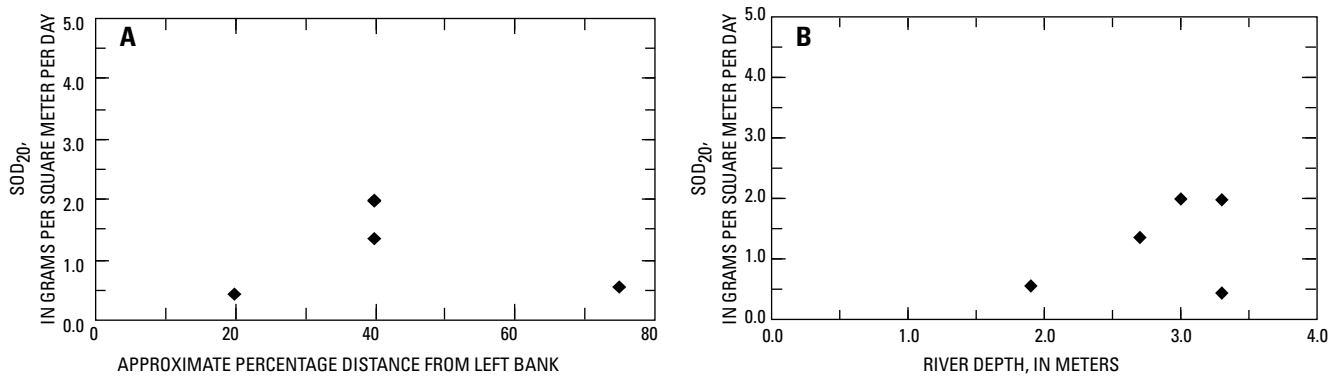 A
5.0
4.0
3.0
2.0
1.0
0.0
SOD20,
IN GRAMS PER SQUARE METER PER DAY
0
20
40
60
80
APPROXIMATE PERCENTAGE DISTANCE FROM LEFT BANK
B
5.0
4.0
3.0
2.0
1.0
0.0
SOD20,
IN GRAMS PER SQUARE METER PER DAY
0.0
1.0
2.0
3.0
4.0
RIVER DEPTH, IN METERS